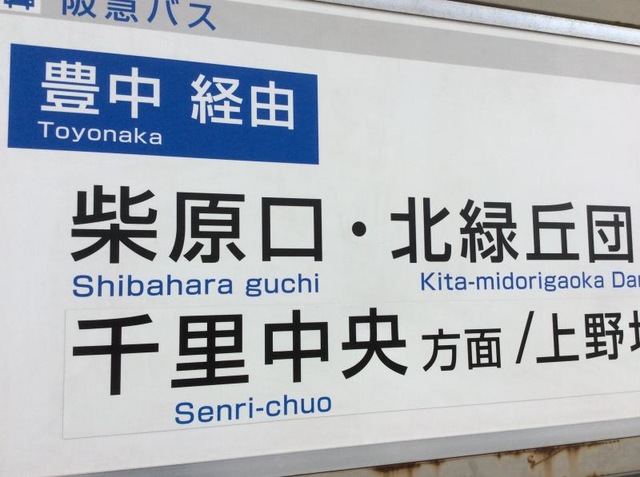 阪急バス
豊中 経由
Toyonaka
柴原口・北緑丘団
Shibahara guchi Kita-midorigaoka
千里中央 方面 /上野
Senri-chuo